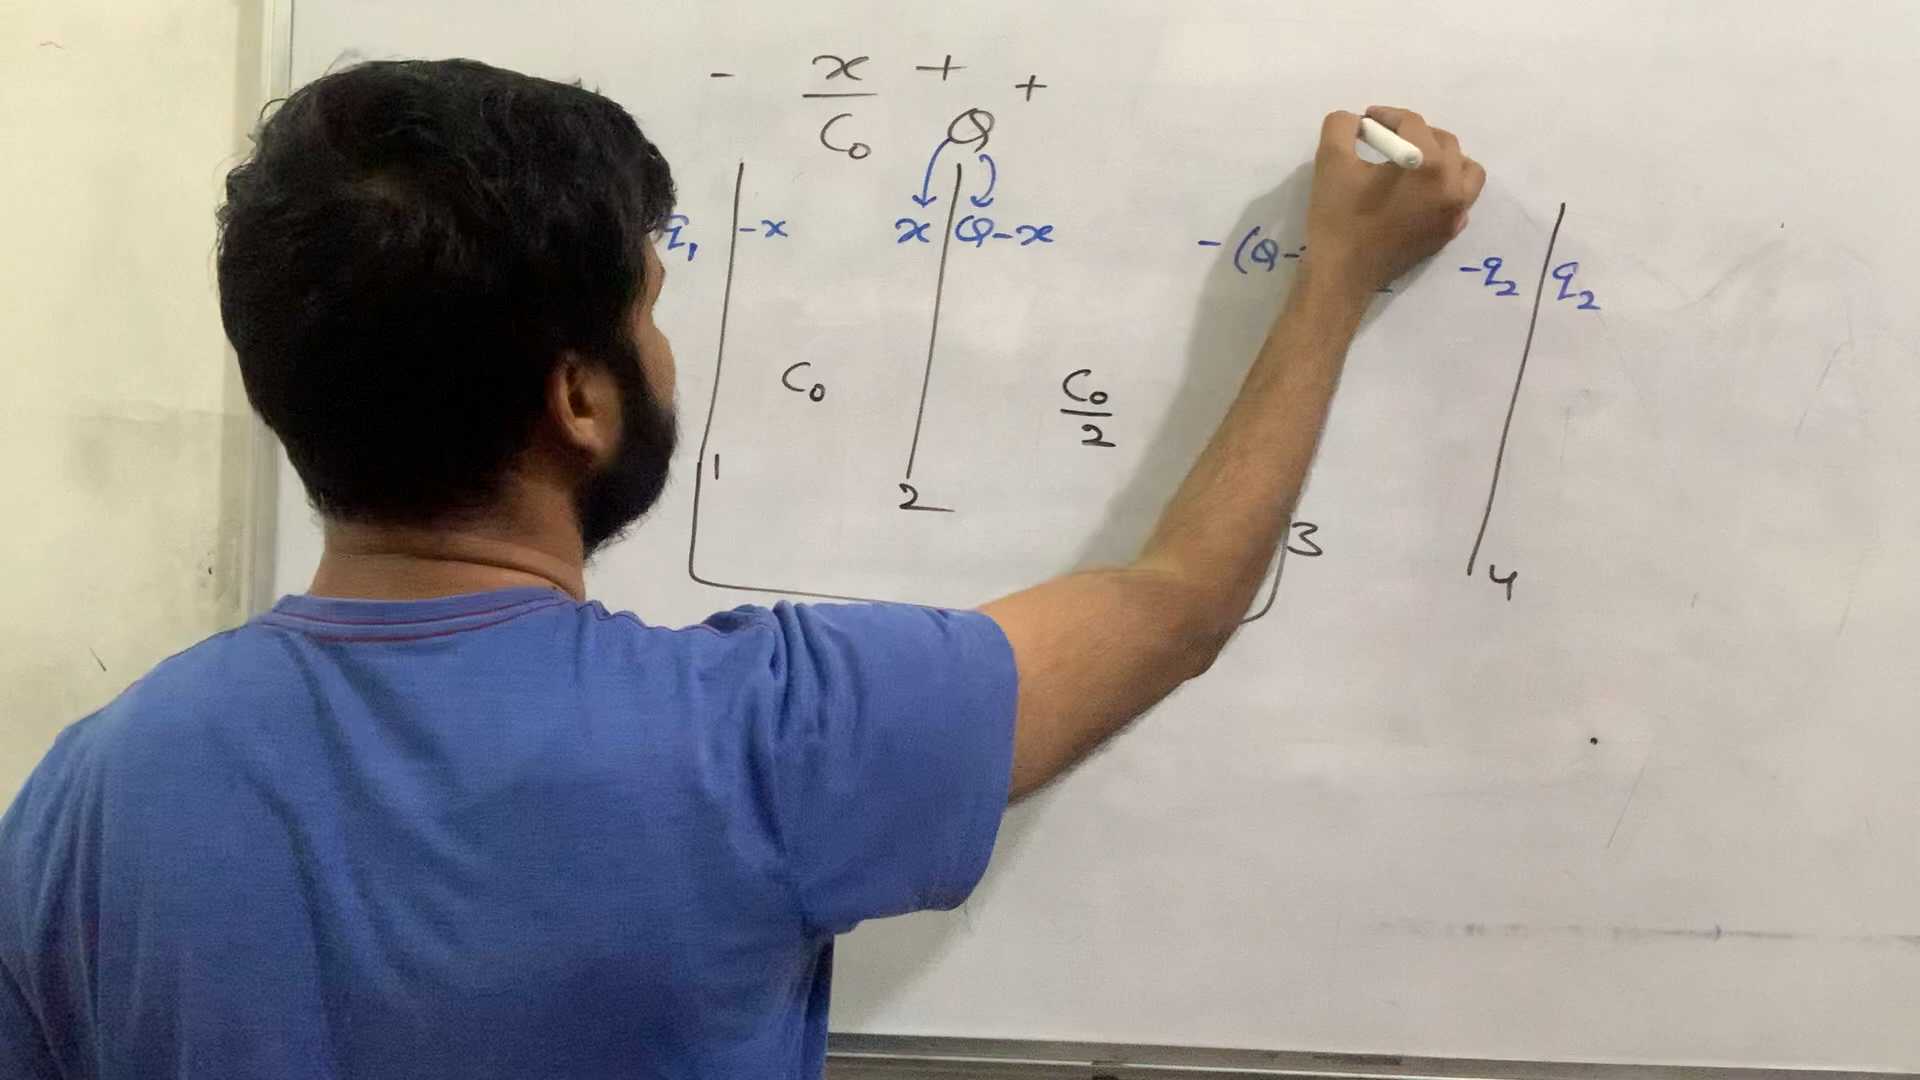 - x/C₀ + +
Q
q₁ -x x Q-x -(Q- -q₂ q₂
C₀ C₀/2
1 2 3 4